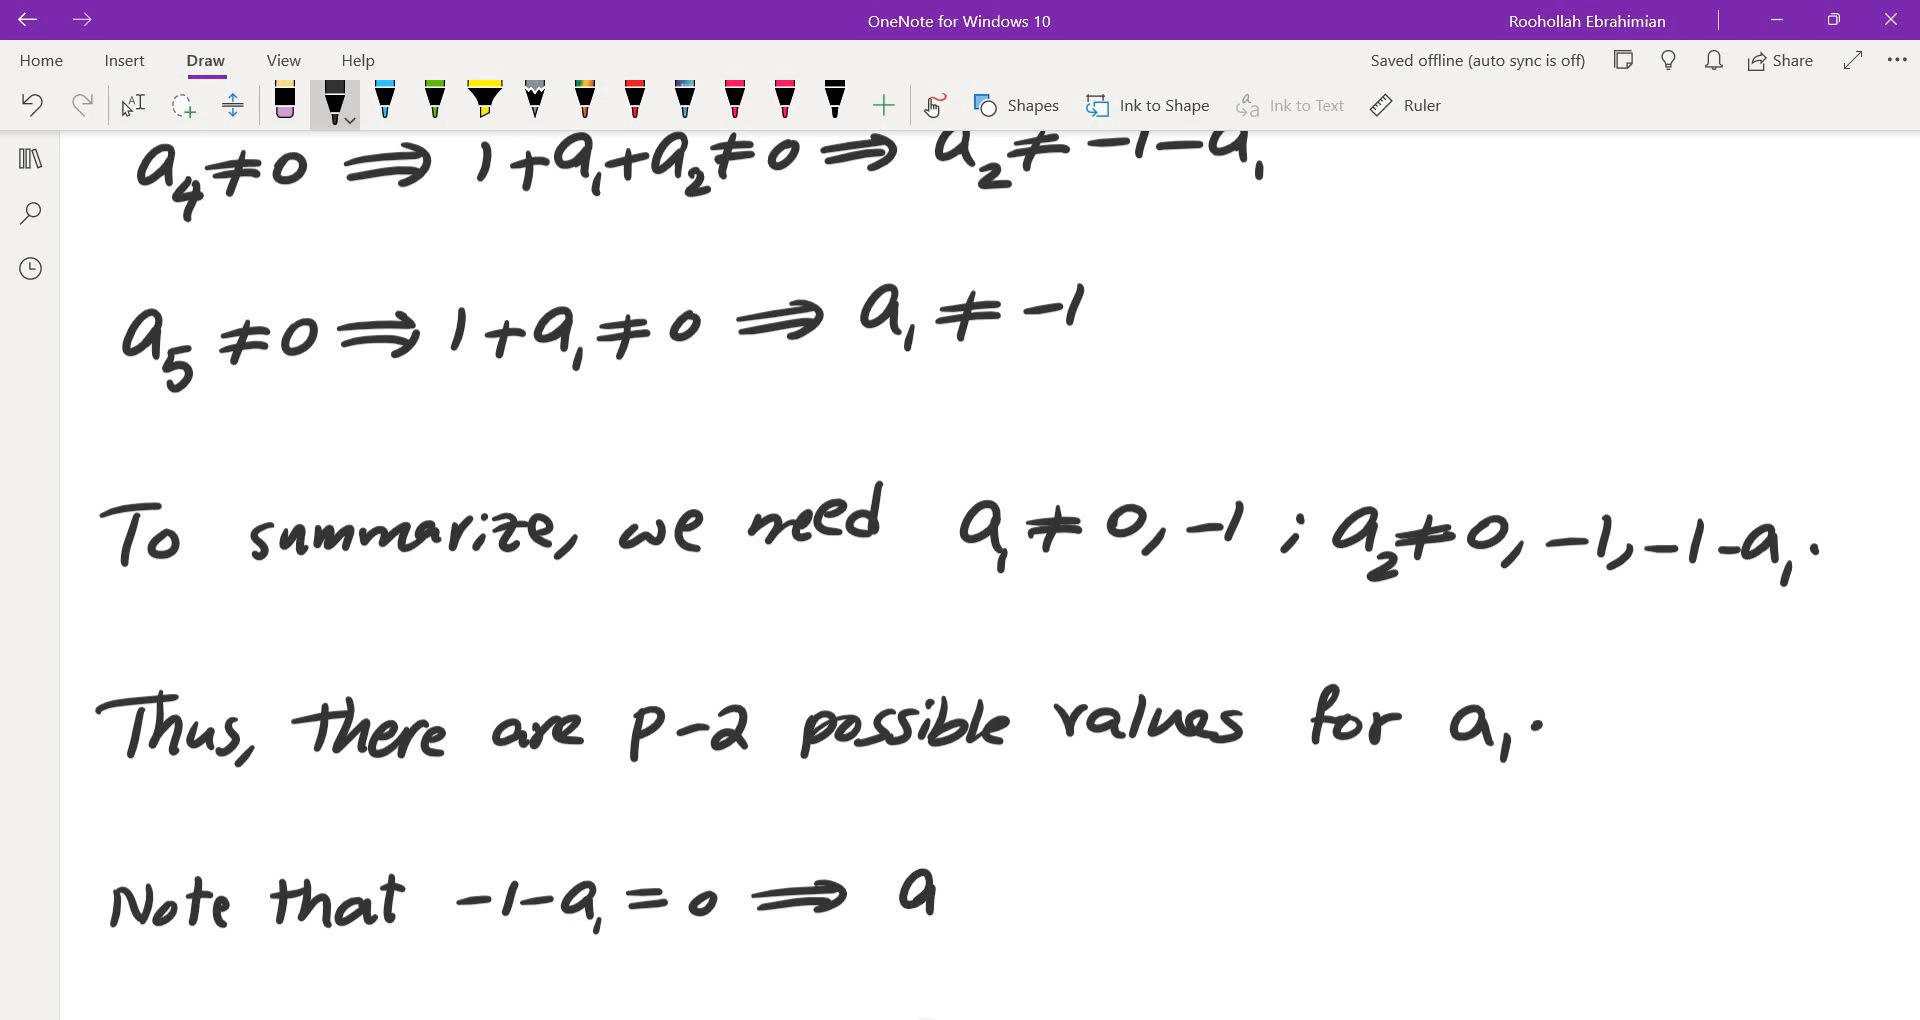 OneNote for Windows 10
Roohollah Ebrahimian
Home Insert Draw View Help
Saved offline (auto sync is off) Share
Shapes Ink to Shape Ink to Text Ruler
a₄≠0 ⟹ 1+a₁+a₂≠0 ⟹ a₂≠-1-a₁
a₅≠0 ⟹ 1+a₁≠0 ⟹ a₁≠-1
To summarize, we need a₁≠0, -1 ; a₂≠0, -1, -1-a₁.
Thus, there are p-2 possible values for a₁.
Note that -1-a₁=0 ⟹ a